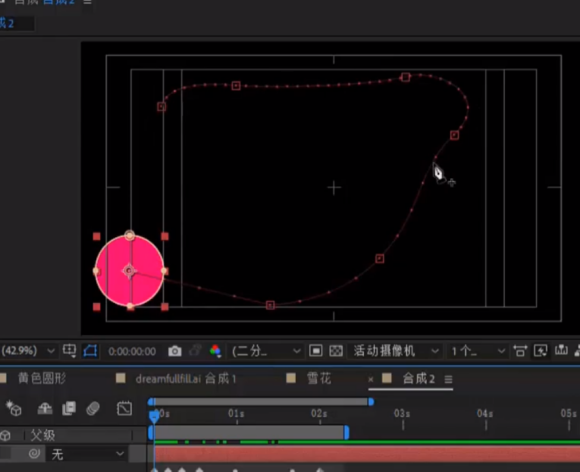 合成 合成2 ≡
成2
(42.9%) 0:00:00:00 (二分... 活动摄像机 1个...
黄色图形 dreamfullfill.ai 合成 1 雪花 × 合成2 ≡
00s 01s 02s 03s 04s 05s
父级
无